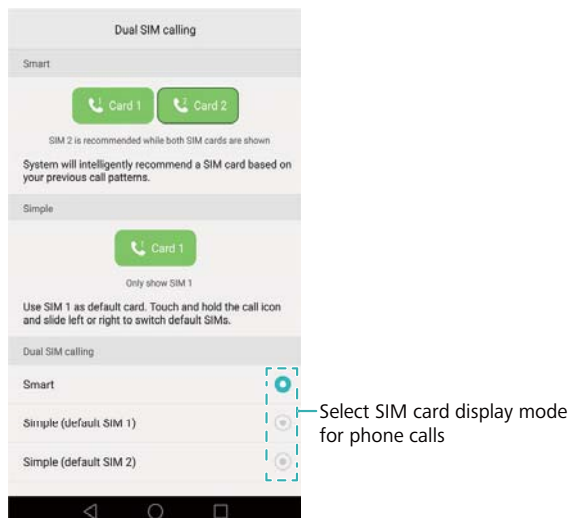 Dual SIM calling
Smart
1 Card 1 2 Card 2
SIM 2 is recommended while both SIM cards are shown
System will intelligently recommend a SIM card based on
your previous call patterns.
Simple
1 Card 1
Only show SIM 1
Use SIM 1 as default card. Touch and hold the call icon
and slide left or right to switch default SIMs.
Dual SIM calling
Smart
Simple (default SIM 1)
Simple (default SIM 2)
Select SIM card display mode
for phone calls